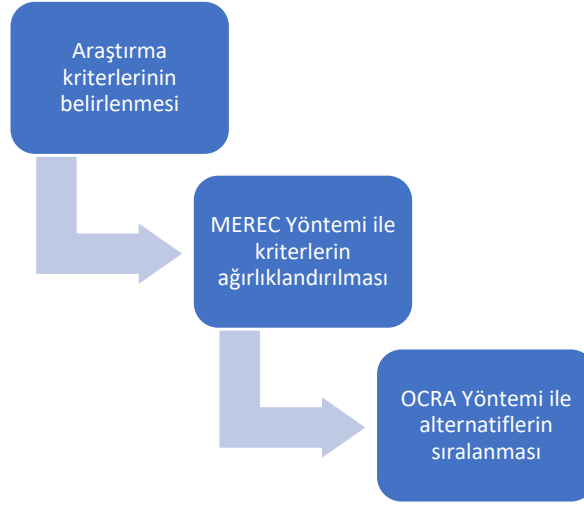 Araştırma
kriterlerinin
belirlenmesi
MEREC Yöntemi ile
kriterlerin
ağırlıklandırılması
OCRA Yöntemi ile
alternatiflerin
sıralanması